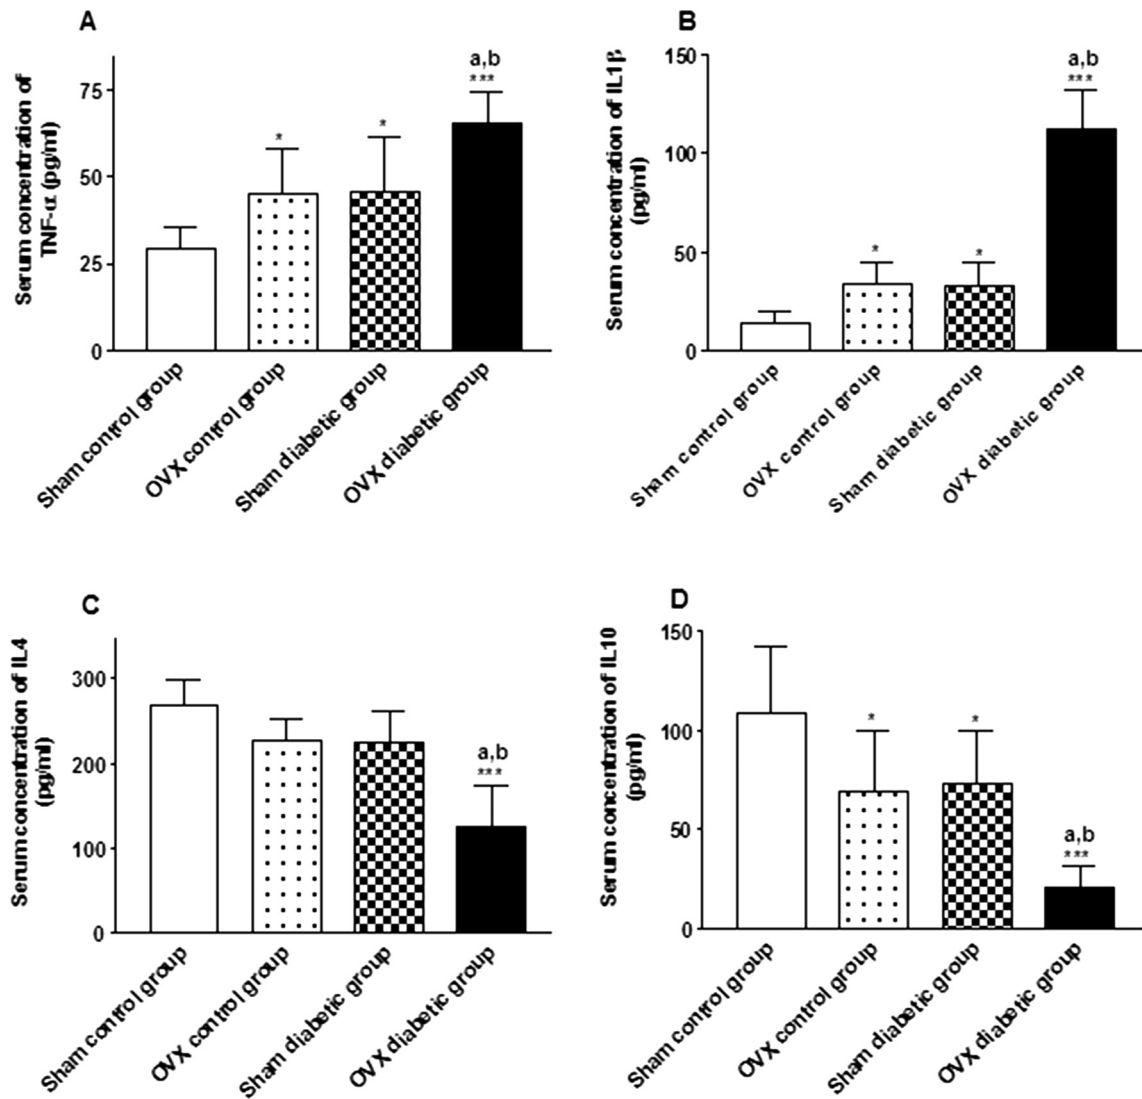 A
Serum concentration of
TNF-α (pg/ml)
75
50
25
0
*
*
a,b
***
Sham control group
OVX control group
Sham diabetic group
OVX diabetic group
B
Serum concentration of IL1β
(pg/ml)
150
100
50
0
*
*
a,b
***
Sham control group
OVX control group
Sham diabetic group
OVX diabetic group
C
Serum concentration of IL4
(pg/ml)
300
200
100
0
a,b
***
Sham control group
OVX control group
Sham diabetic group
OVX diabetic group
D
Serum concentration of IL10
(pg/ml)
150
100
50
0
*
*
a,b
***
Sham control group
OVX control group
Sham diabetic group
OVX diabetic group